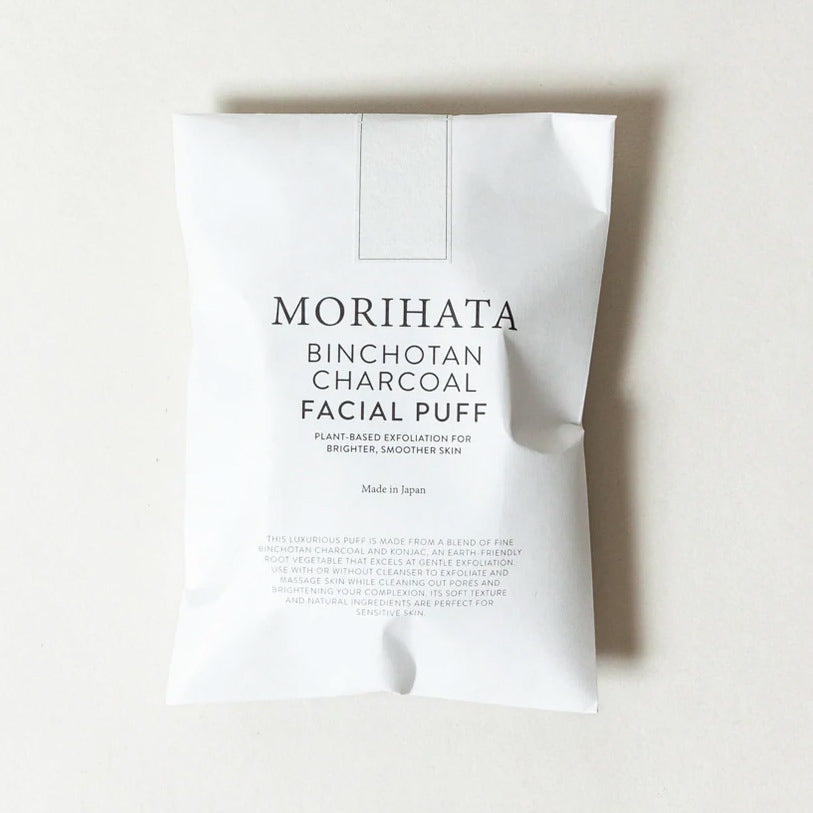 MORIHATA
BINCHOTAN
CHARCOAL
FACIAL PUFF
PLANT-BASED EXFOLIATION FOR
BRIGHTER, SMOOTHER SKIN
Made in Japan
THIS LUXURIOUS PUFF IS MADE FROM A BLEND OF FINE
BINCHOTAN CHARCOAL AND KONJAC, AN EARTH-FRIENDLY
ROOT VEGETABLE THAT EXCELS AT GENTLE EXFOLIATION.
USE WITH OR WITHOUT CLEANSER TO EXFOLIATE AND
MASSAGE SKIN WHILE CLEANING OUT PORES AND
BRIGHTENING YOUR COMPLEXION. ITS SOFT TEXTURE
AND NATURAL INGREDIENTS ARE PERFECT FOR
SENSITIVE SKIN.